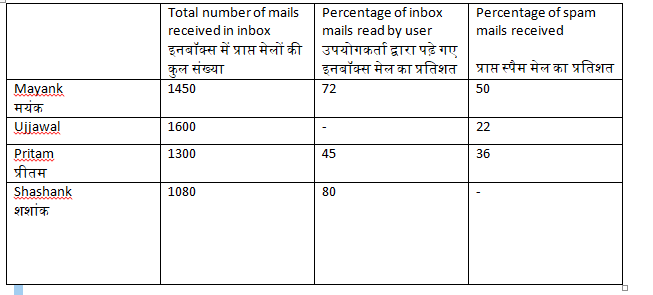 Total number of mails received in inbox
इनबॉक्स में प्राप्त मेलों की कुल संख्या
Percentage of inbox mails read by user
उपयोगकर्ता द्वारा पढ़े गए इनबॉक्स मेल का प्रतिशत
Percentage of spam mails received
प्राप्त स्पैम मेल का प्रतिशत
Mayank 1450 72 50
मयंक
Ujjawal 1600 - 22
Pritam 1300 45 36
प्रीतम
Shashank 1080 80 -
शशांक